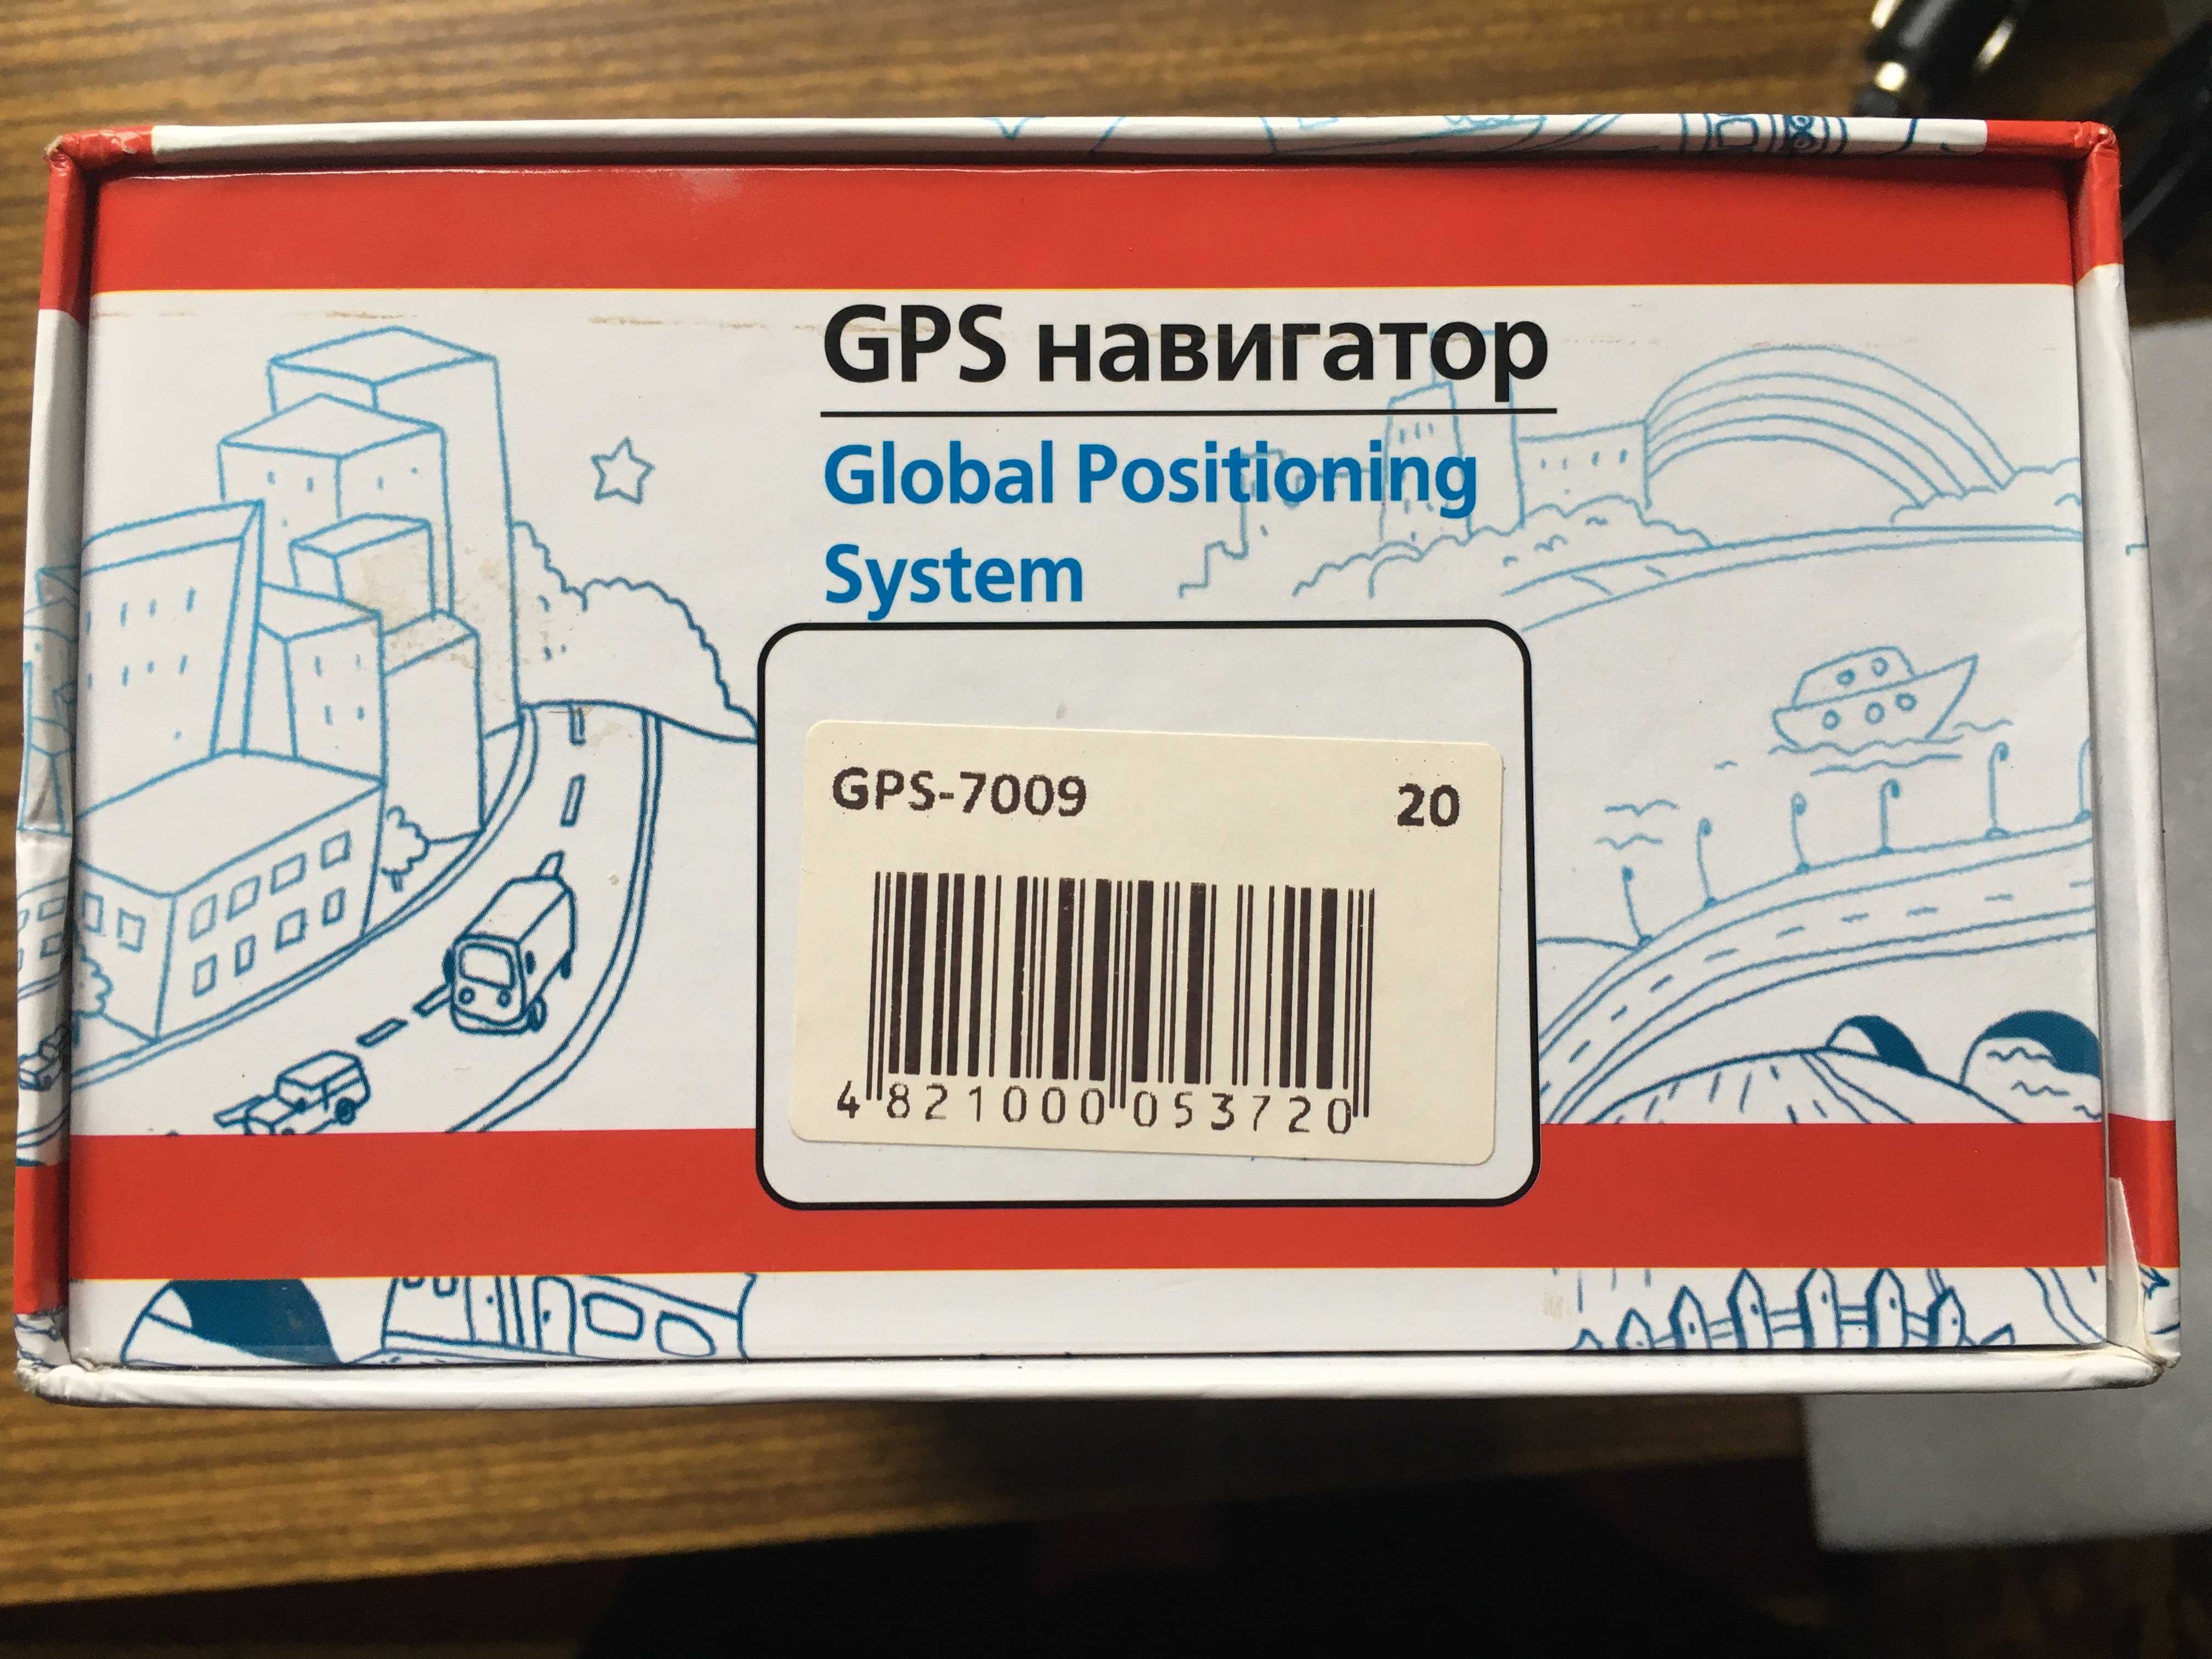 GPS навигатор
Global Positioning
System
GPS-7009 20
4 821000 053720